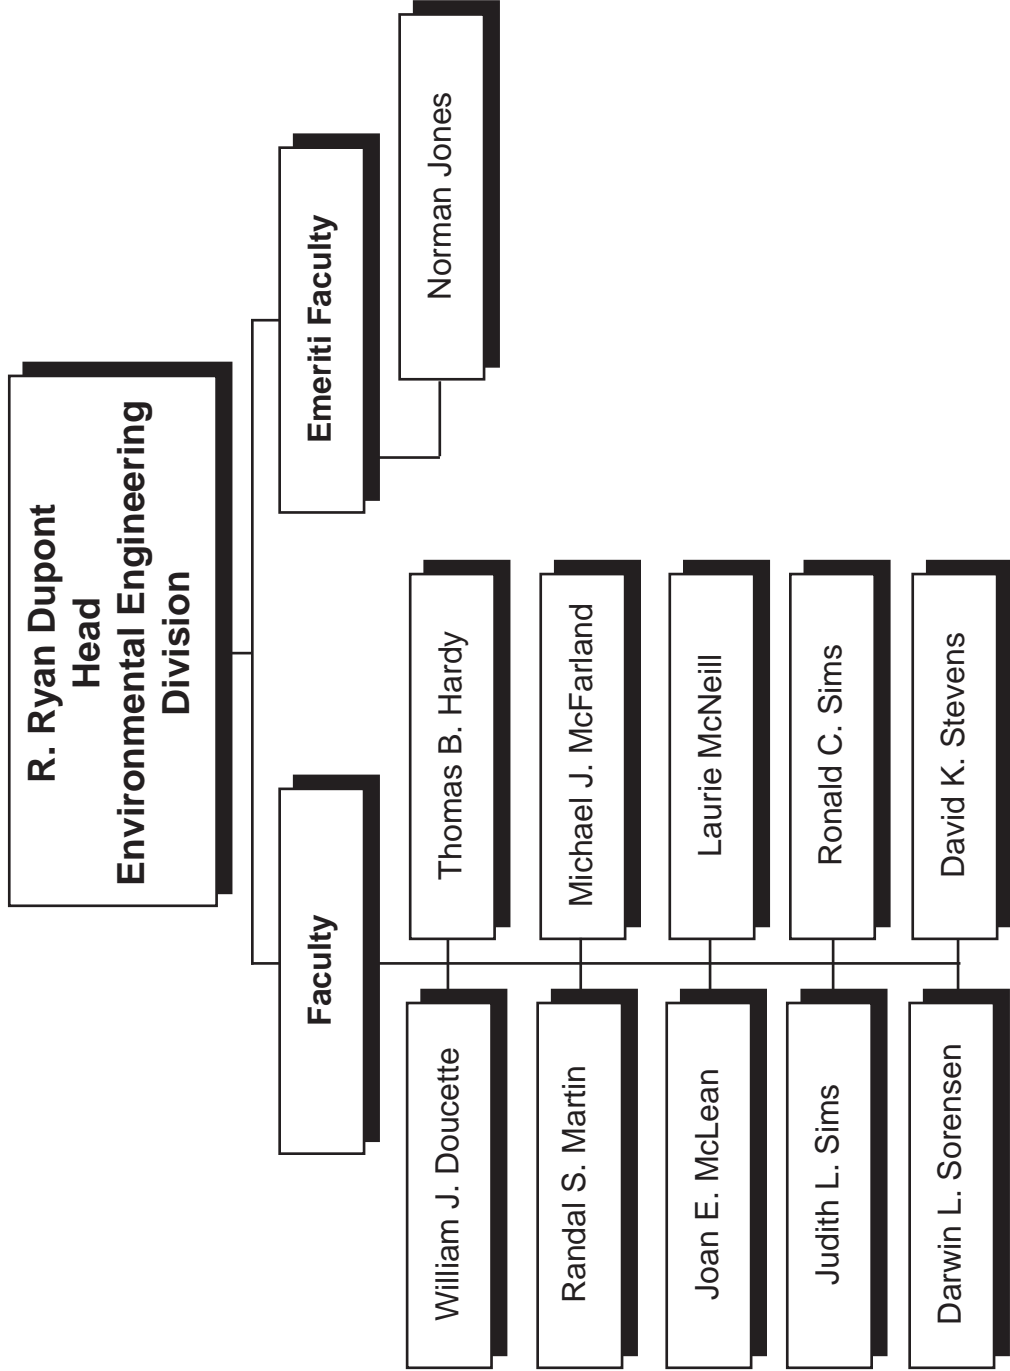 R. Ryan Dupont
Head
Environmental Engineering
Division
Faculty
Emeriti Faculty
William J. Doucette
Thomas B. Hardy
Norman Jones
Randal S. Martin
Michael J. McFarland
Joan E. McLean
Laurie McNeill
Judith L. Sims
Ronald C. Sims
Darwin L. Sorensen
David K. Stevens